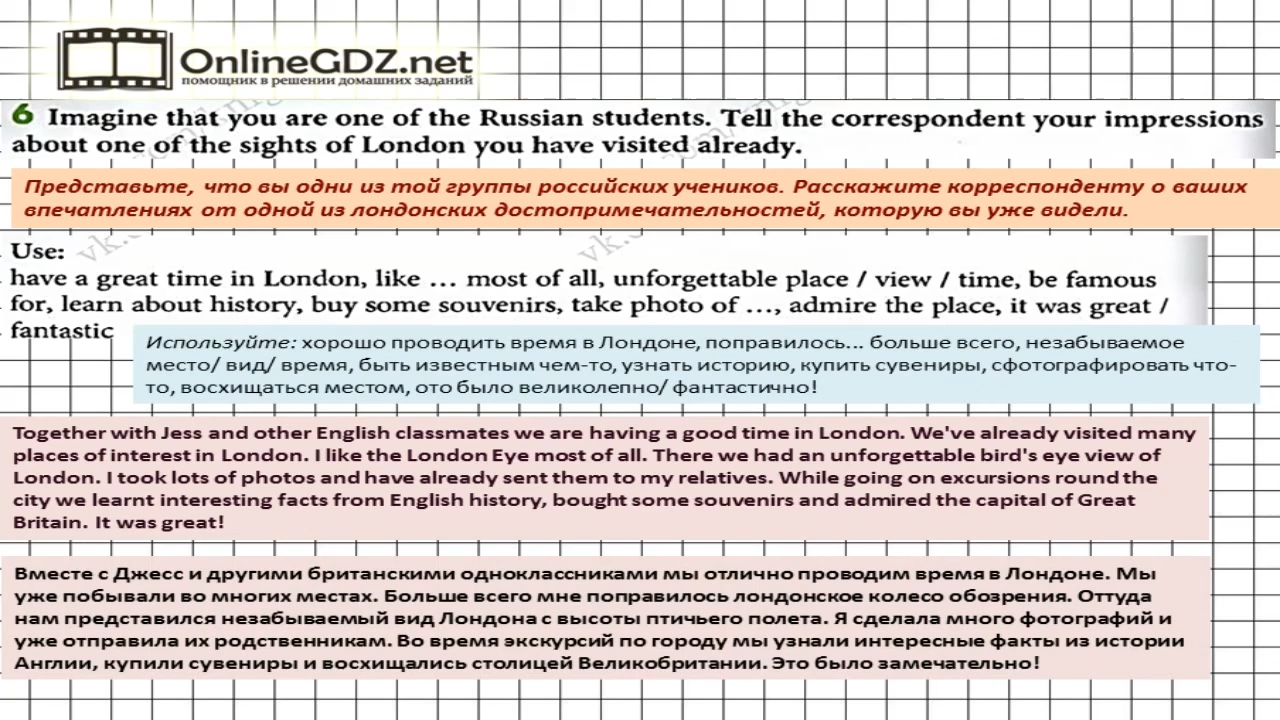 OnlineGDZ.net
помощник в решении домашних заданий
6 Imagine that you are one of the Russian students. Tell the correspondent your impressions
about one of the sights of London you have visited already.
Представьте, что вы одни из той группы российских учеников. Расскажите корреспонденту о ваших
впечатлениях от одной из лондонских достопримечательностей, которую вы уже видели.
Use:
have a great time in London, like ... most of all, unforgettable place / view / time, be famous
for, learn about history, buy some souvenirs, take photo of ..., admire the place, it was great /
fantastic
Используйте: хорошо проводить время в Лондоне, поправилось... больше всего, незабываемое
место/ вид/ время, быть известным чем-то, узнать историю, купить сувениры, сфотографировать что-
то, восхищаться местом, ото было великолепно/ фантастично!
Together with Jess and other English classmates we are having a good time in London. We've already visited many
places of interest in London. I like the London Eye most of all. There we had an unforgettable bird's eye view of
London. I took lots of photos and have already sent them to my relatives. While going on excursions round the
city we learnt interesting facts from English history, bought some souvenirs and admired the capital of Great
Britain. It was great!
Вместе с Джесс и другими британскими одноклассниками мы отлично проводим время в Лондоне. Мы
уже побывали во многих местах. Больше всего мне поправилось лондонское колесо обозрения. Оттуда
нам представился незабываемый вид Лондона с высоты птичьего полета. Я сделала много фотографий и
уже отправила их родственникам. Во время экскурсий по городу мы узнали интересные факты из истории
Англии, купили сувениры и восхищались столицей Великобритании. Это было замечательно!